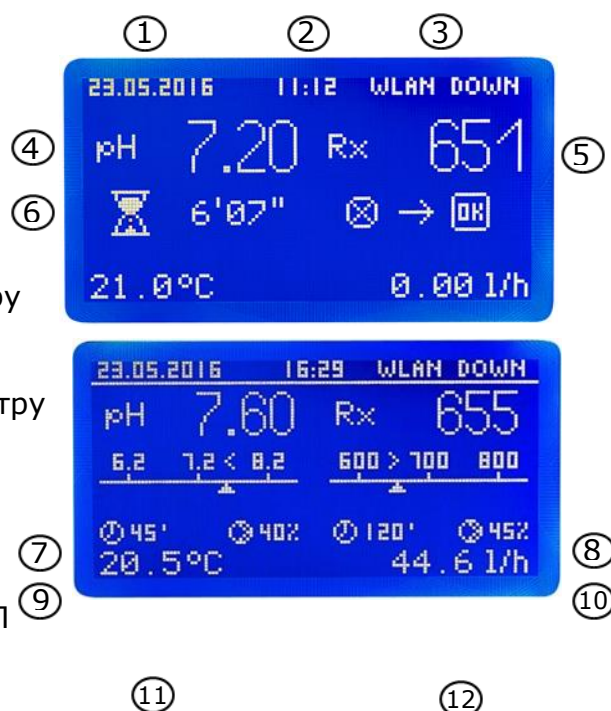 ① ② ③
23.05.2016 11:12 WLAN DOWN
④ pH 7.20 Rx 651 ⑤
⑥ 6'07" ⊗ → OK
ру
21.0°C 0.00 l/h
23.05.2016 16:29 WLAN DOWN
тру
pH 7.60 Rx 655
6.2 7.2 < 8.2 600 > 700 800
45' 40% 120' 45%
⑦ 20.5°C 44.6 l/h ⑧
⑨ ⑩
⑪ ⑫